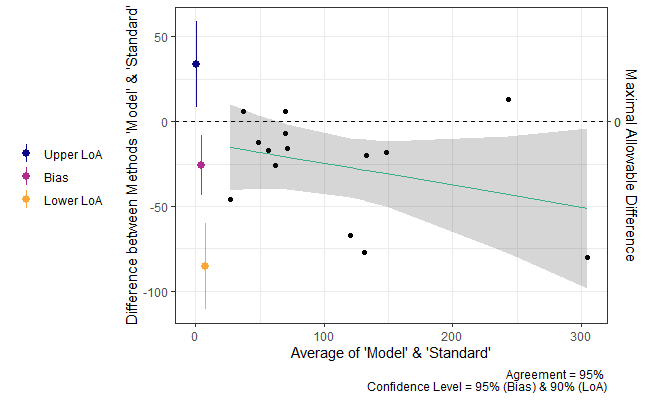 Upper LoA
Bias
Lower LoA
Difference between Methods 'Model' & 'Standard'
50
0
-50
-100
0
100
200
300
Average of 'Model' & 'Standard'
0
Maximal Allowable Difference
Agreement = 95%
Confidence Level = 95% (Bias) & 90% (LoA)